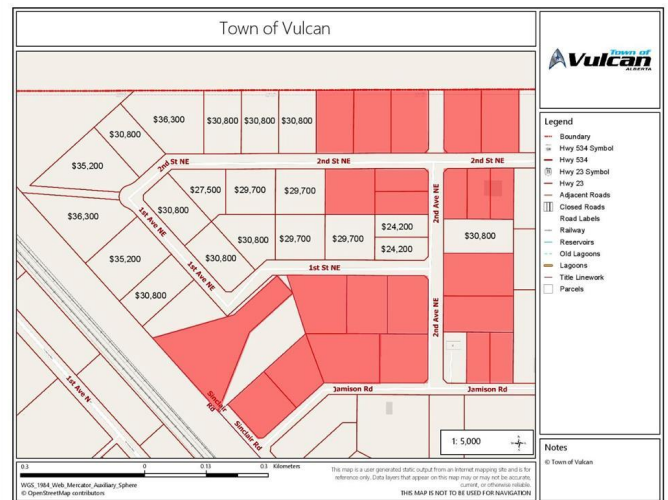 Town of Vulcan
Town of
Vulcan
ALBERTA
$36,300
$30,800
$30,800
$30,800
$30,800
$35,200
2nd St NE
2nd St NE
2nd St NE
$27,500
$29,700
$29,700
$30,800
$36,300
1st Ave NE
2nd Ave NE
$24,200
$30,800
$30,800
$29,700
$29,700
$24,200
$35,200
$30,800
1st Ave NE
1st St NE
$30,800
2nd Ave NE
1st Ave N
Sinclair Rd
Sinclair Rd
Jamison Rd
Jamison Rd
1: 5,000
Legend
Boundary
Hwy 534 Symbol
Hwy 534
Hwy 23 Symbol
Hwy 23
Adjacent Roads
Closed Roads
Road Labels
Railway
Reservoirs
Old Lagoons
Lagoons
Title Linework
Parcels
Notes
© Town of Vulcan
0.3 0 0.13 0.3 Kilometers
WGS_1984_Web_Mercator_Auxiliary_Sphere
© OpenStreetMap contributors
This map is a user generated static output from an Internet mapping site and is for
reference only. Data layers that appear on this map may or may not be accurate,
current, or otherwise reliable.
THIS MAP IS NOT TO BE USED FOR NAVIGATION